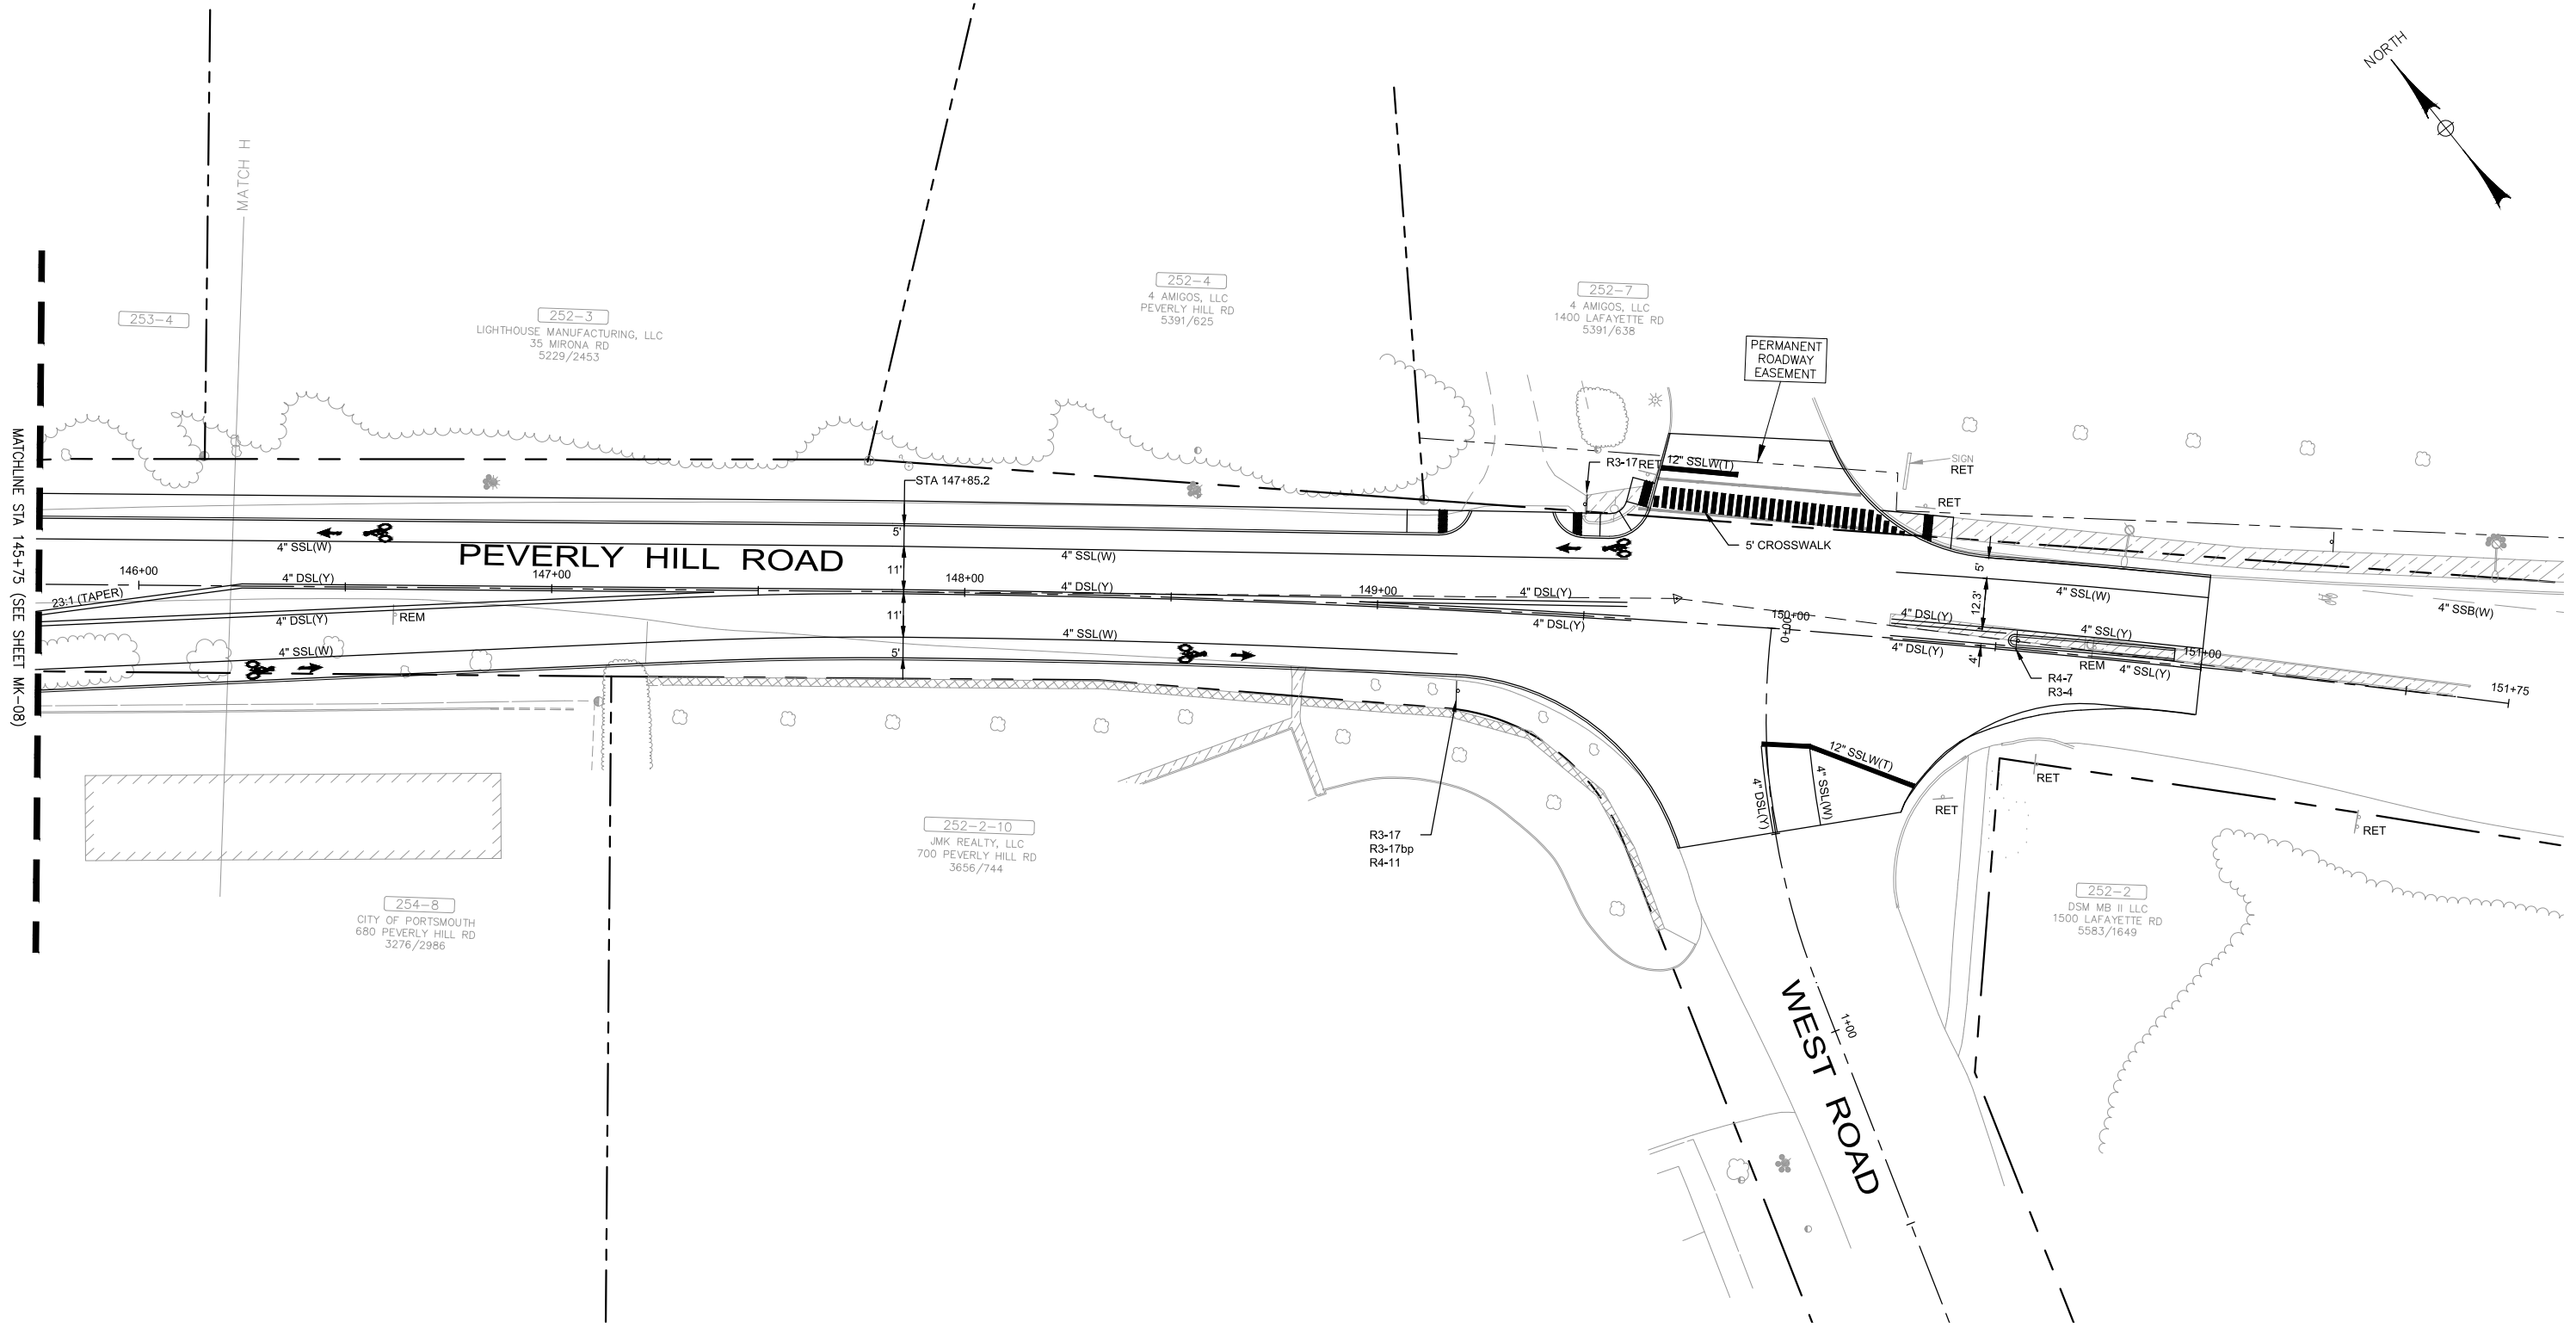 NORTH
MATCH H
MATCHLINE STA 145+75 (SEE SHEET MK-08)
253-4
252-3
LIGHTHOUSE MANUFACTURING, LLC
35 MIRONA RD
5229/2453
252-4
4 AMIGOS, LLC
PEVERLY HILL RD
5391/625
252-7
4 AMIGOS, LLC
1400 LAFAYETTE RD
5391/638
PERMANENT
ROADWAY
EASEMENT
R3-17
RET
12" SSLW(T)
SIGN
RET
RET
STA 147+85.2
5'
4" SSL(W)
PEVERLY HILL ROAD
4" SSL(W)
5' CROSSWALK
5'
11'
146+00
4" DSL(Y)
147+00
148+00
4" DSL(Y)
149+00
4" DSL(Y)
23:1 (TAPER)
4" DSL(Y)
REM
11'
4" SSL(W)
4" DSL(Y)
0+00
150+00
12.3'
4" SSL(W)
4" SSB(W)
4" DSL(Y)
4" SSL(Y)
4" DSL(Y)
4'
REM
4" SSL(Y)
151+00
151+75
R4-7
R3-4
4" SSL(W)
5'
12" SSLW(T)
4" DSL(Y)
4" SSL(W)
RET
RET
RET
R3-17
R3-17bp
R4-11
252-2-10
JMK REALTY, LLC
700 PEVERLY HILL RD
3656/744
254-8
CITY OF PORTSMOUTH
680 PEVERLY HILL RD
3276/2986
252-2
DSM MB II LLC
1500 LAFAYETTE RD
5583/1649
WEST ROAD
1+00